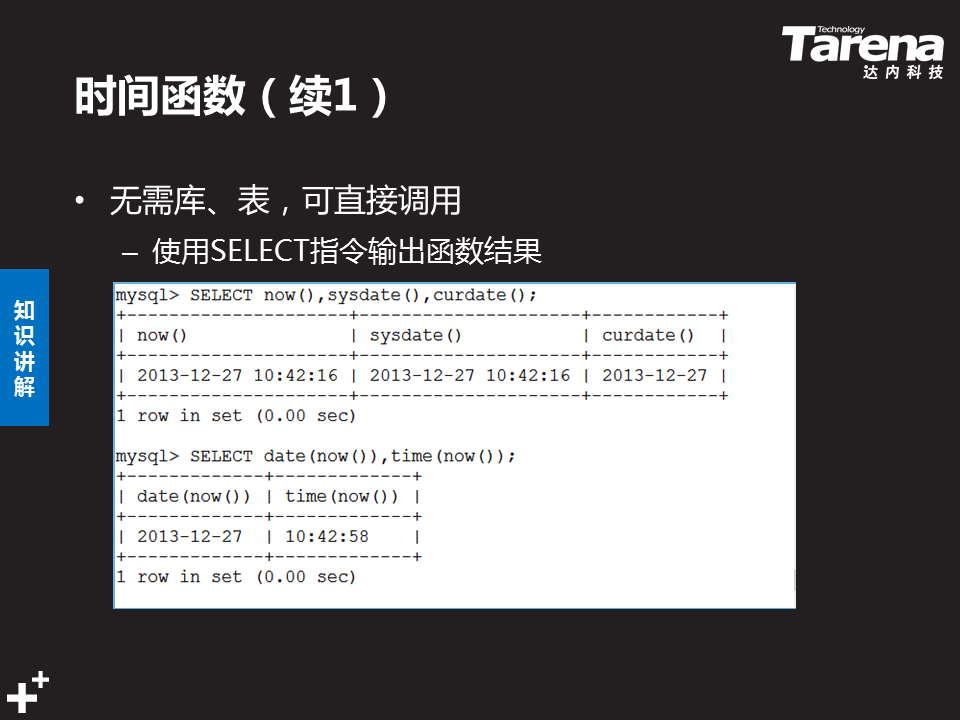 Technology
Tarena
达内科技
时间函数（续1）
• 无需库、表，可直接调用
– 使用SELECT指令输出函数结果
知识讲解
mysql> SELECT now(),sysdate(),curdate();
+---------------------+---------------------+------------+
| now()               | sysdate()           | curdate()  |
+---------------------+---------------------+------------+
| 2013-12-27 10:42:16 | 2013-12-27 10:42:16 | 2013-12-27 |
+---------------------+---------------------+------------+
1 row in set (0.00 sec)
mysql> SELECT date(now()),time(now());
+-------------+-------------+
| date(now()) | time(now()) |
+-------------+-------------+
| 2013-12-27  | 10:42:58    |
+-------------+-------------+
1 row in set (0.00 sec)